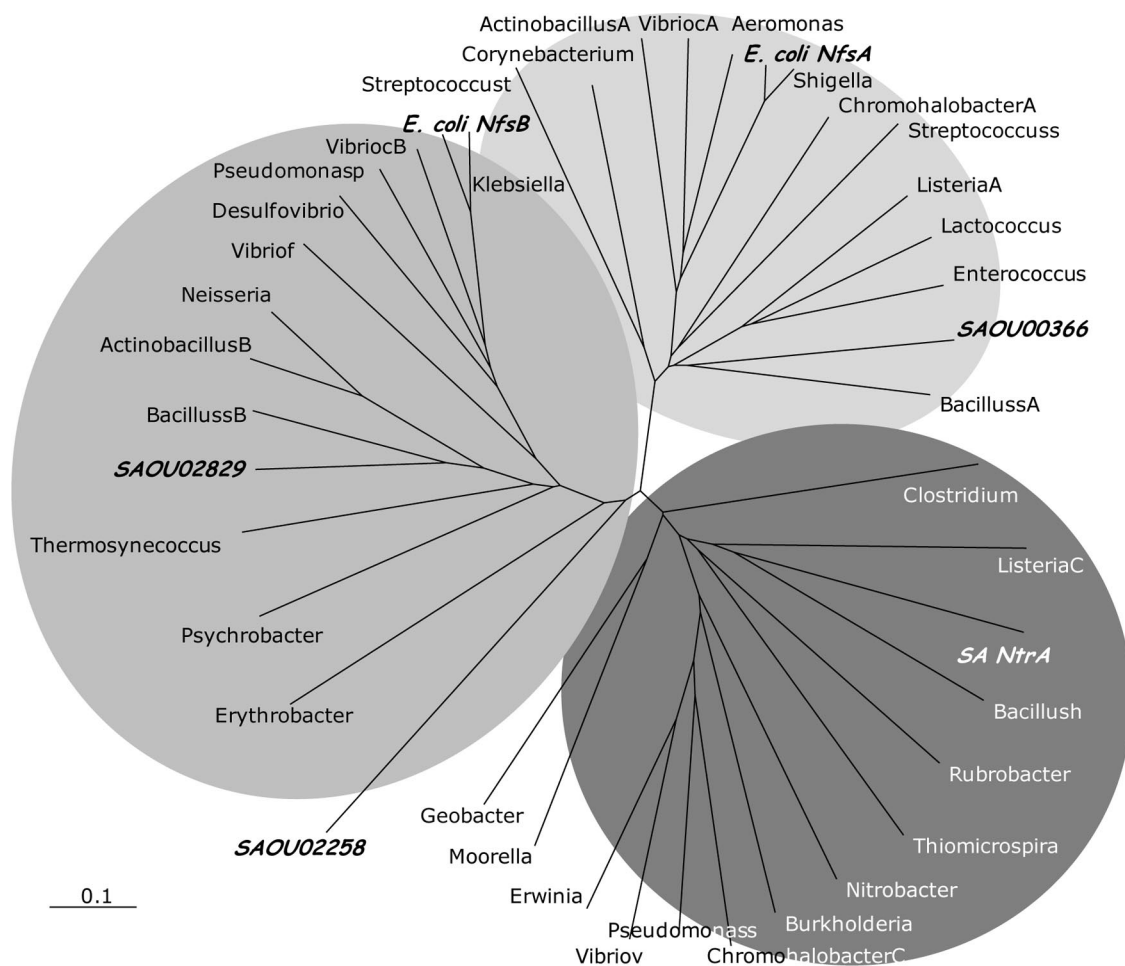 ActinobacillusA
VibriocA
Aeromonas
Corynebacterium
E. coli NfsA
Streptococcust
Shigella
ChromohalobacterA
E. coli NfsB
Streptococcuss
VibriocB
Pseudomonasp
Klebsiella
ListeriaA
Desulfovibrio
Lactococcus
Vibriof
Enterococcus
Neisseria
SAOU00366
ActinobacillusB
BacillussA
BacillussB
SAOU02829
Clostridium
Thermosynecoccus
ListeriaC
Psychrobacter
SA NtrA
Erythrobacter
Bacillush
Rubrobacter
Geobacter
SAOU02258
Moorella
Thiomicrospira
Nitrobacter
0.1
Erwinia
Burkholderia
Pseudomonass
Vibriov
ChromohalobacterC